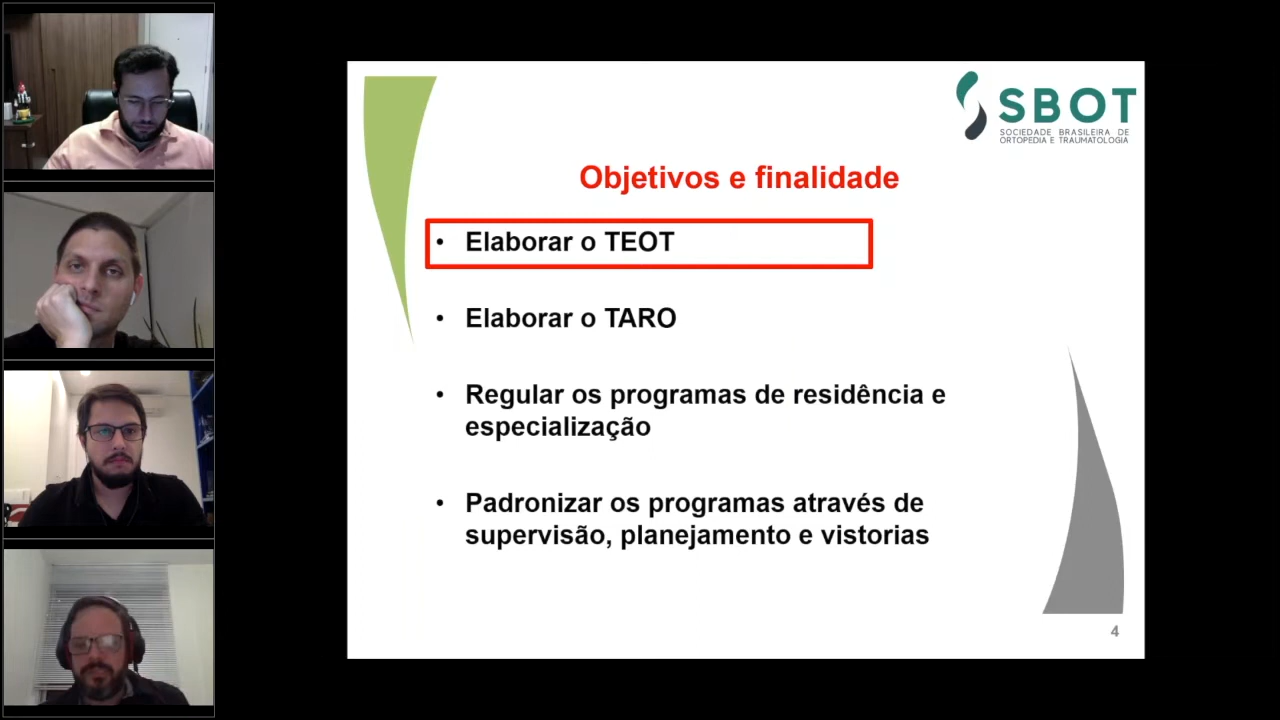 SBOT
SOCIEDADE BRASILEIRA DE
ORTOPEDIA E TRAUMATOLOGIA
Objetivos e finalidade
• Elaborar o TEOT
• Elaborar o TARO
• Regular os programas de residência e
especialização
• Padronizar os programas através de
supervisão, planejamento e vistorias
4